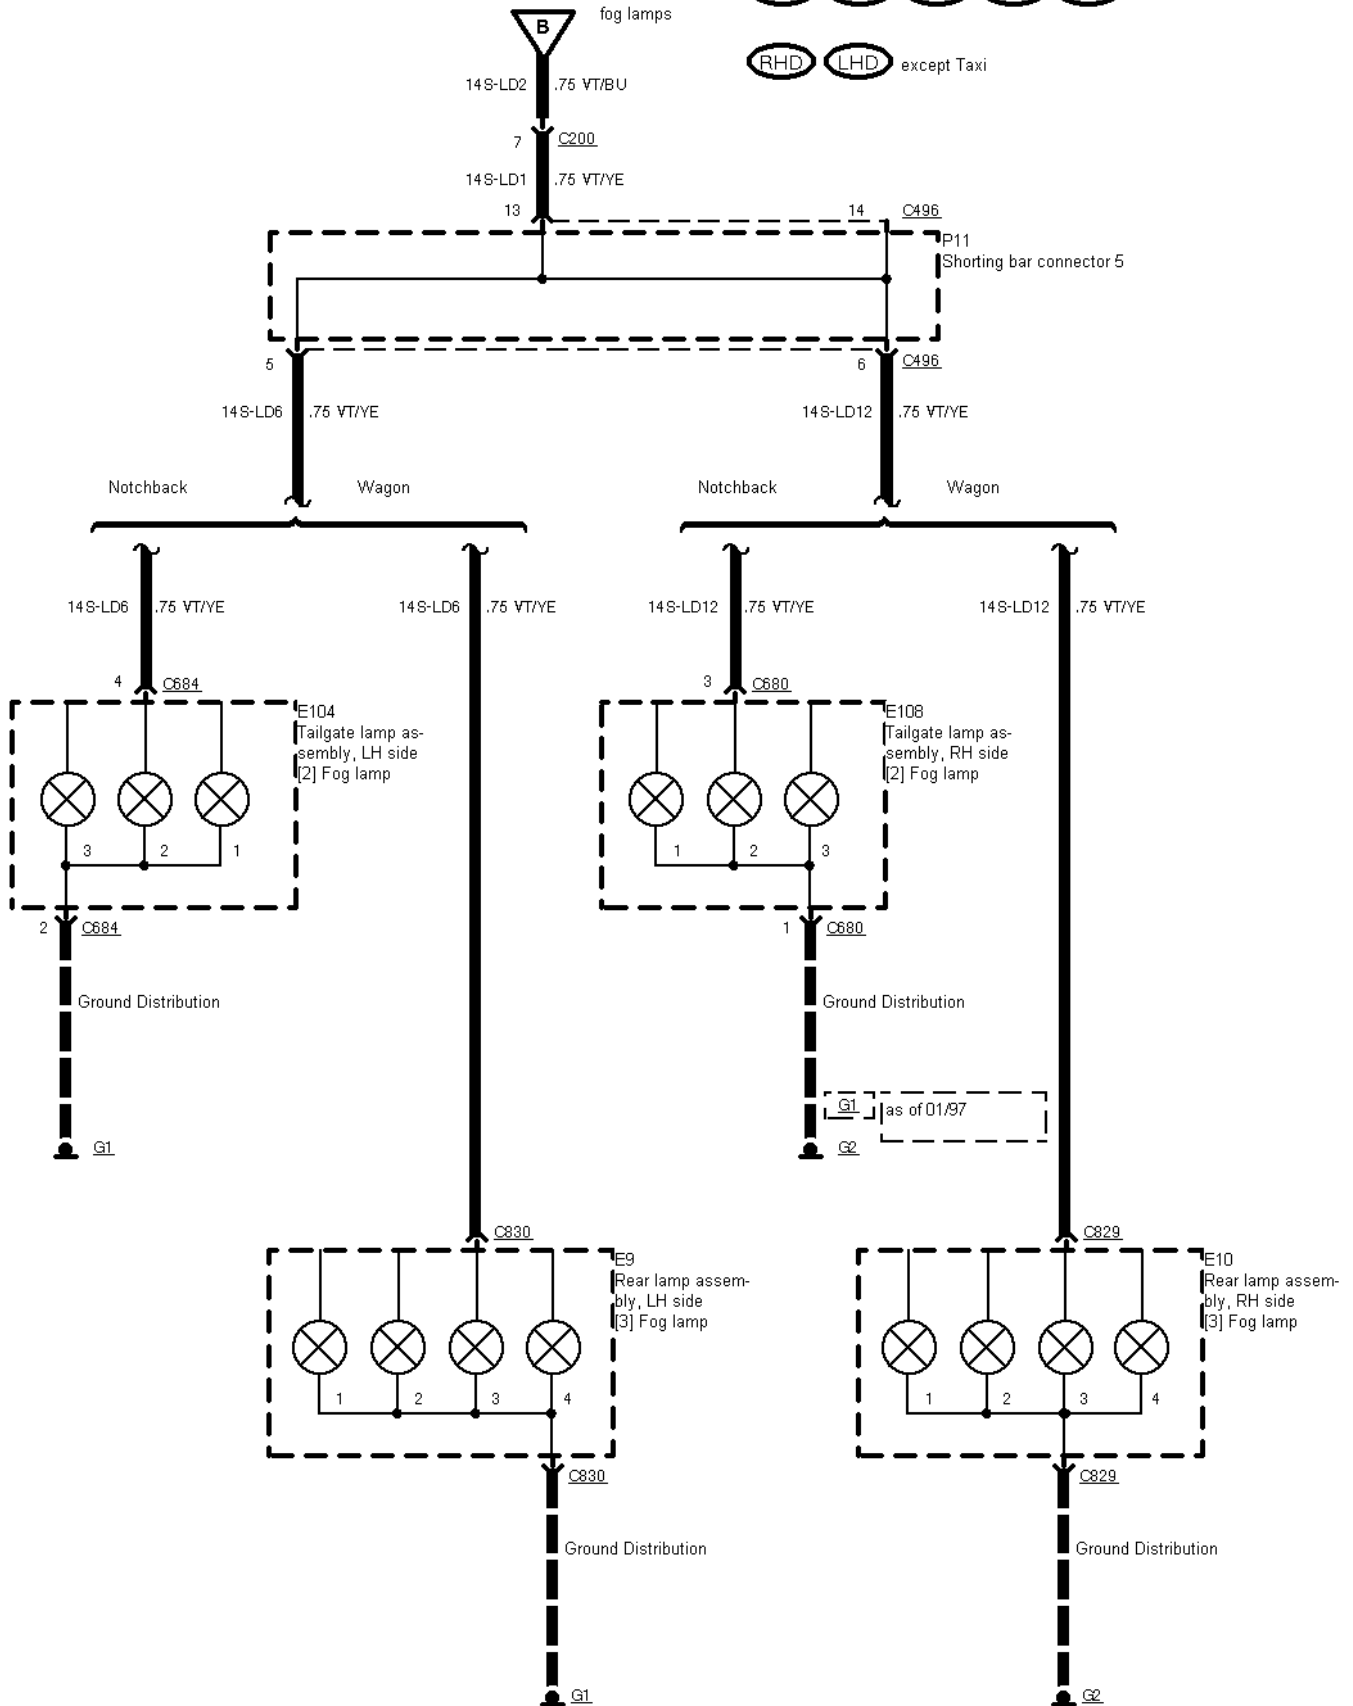 fog lamps
B
RHD LHD except Taxi
14S-LD2 .75 VT/BU
7 C200
14S-LD1 .75 VT/YE
13 14 C496
P11
Shorting bar connector 5
5 6 C496
14S-LD6 .75 VT/YE 14S-LD12 .75 VT/YE
Notchback Wagon Notchback Wagon
14S-LD6 .75 VT/YE 14S-LD6 .75 VT/YE 14S-LD12 .75 VT/YE 14S-LD12 .75 VT/YE
4 C684 3 C680
E104
Tailgate lamp as-
sembly, LH side
[2] Fog lamp
E108
Tailgate lamp as-
sembly, RH side
[2] Fog lamp
3 2 1 1 2 3
2 C684 1 C680
Ground Distribution Ground Distribution
G1 as of 01/97
G1 G2
C830 C829
E9
Rear lamp assem-
bly, LH side
[3] Fog lamp
E10
Rear lamp assem-
bly, RH side
[3] Fog lamp
1 2 3 4 1 2 3 4
C830 C829
Ground Distribution Ground Distribution
G1 G2